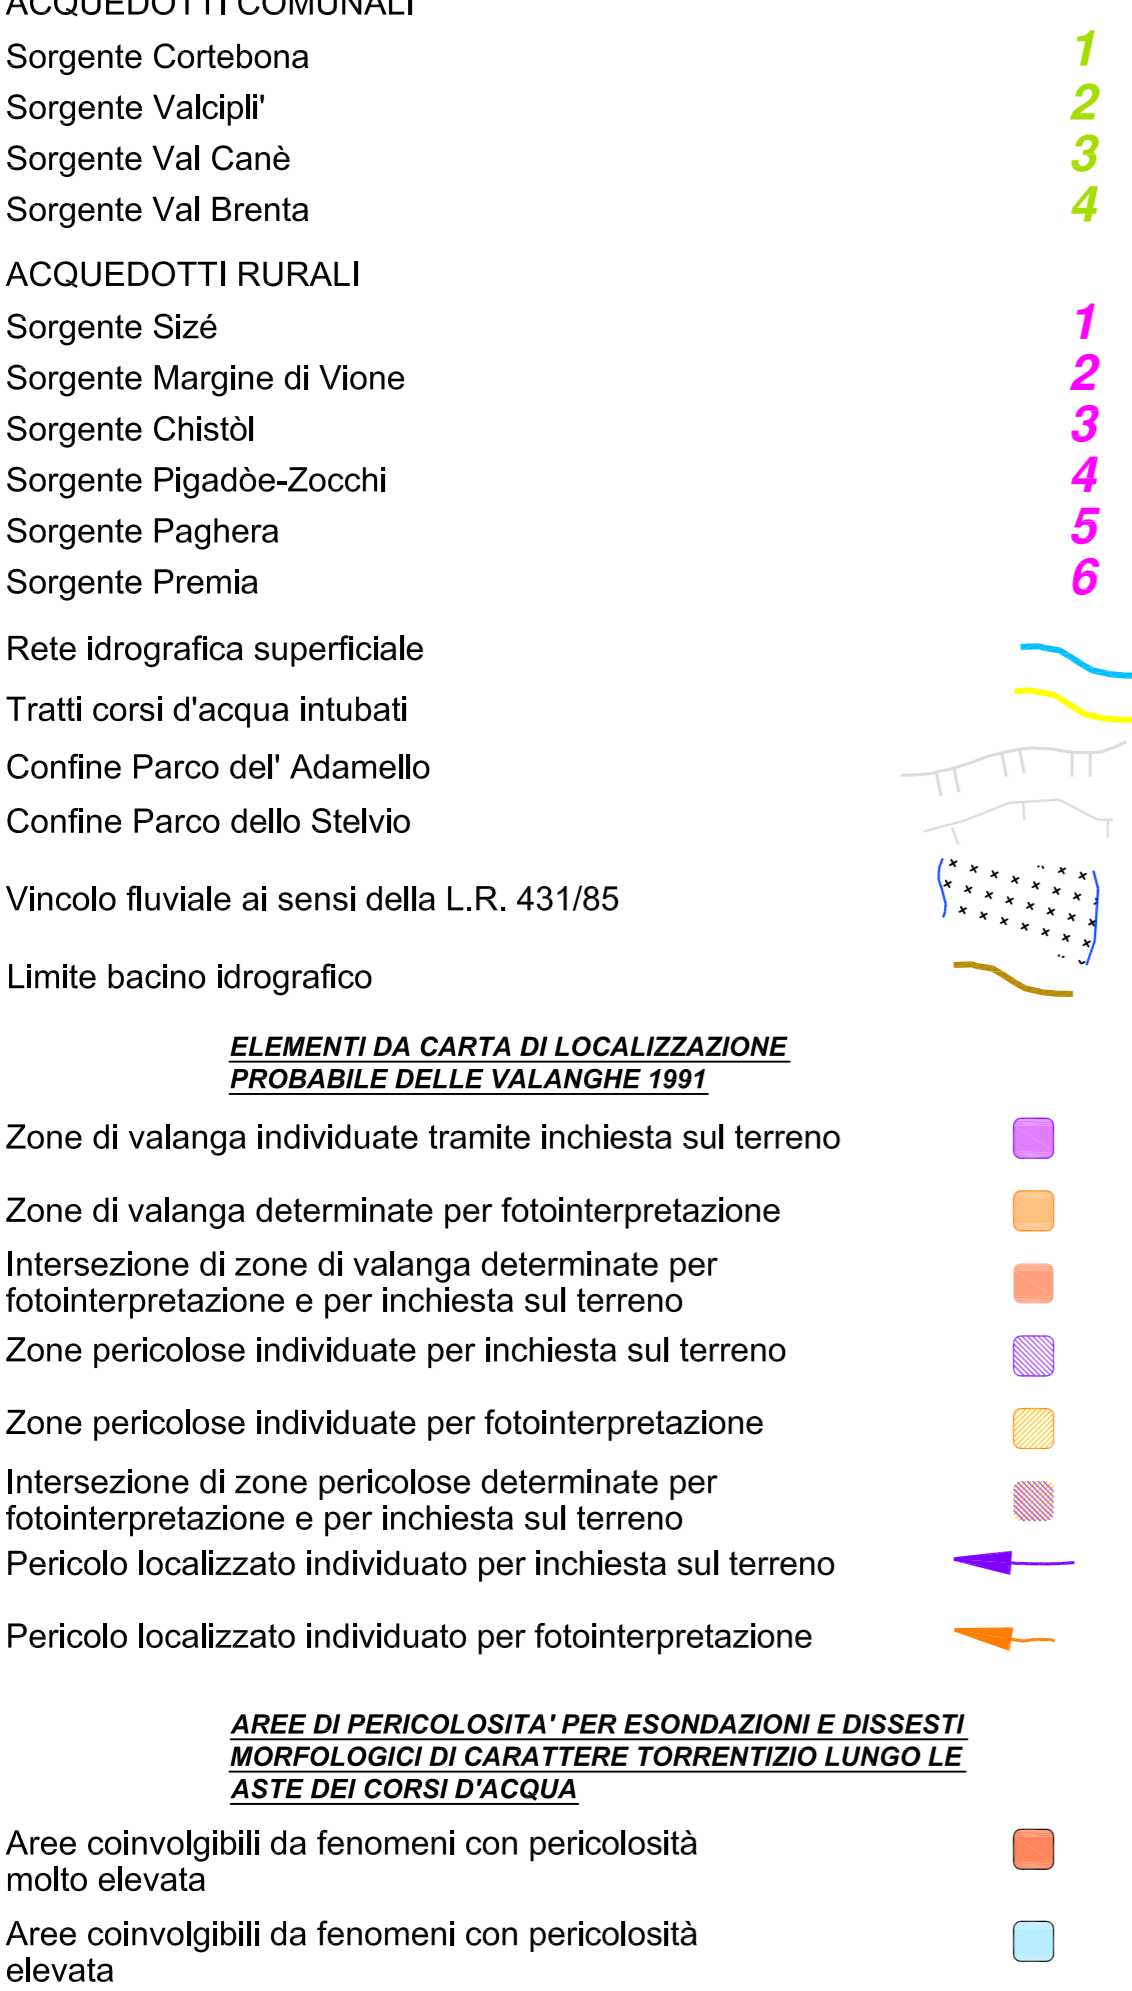 ACQUEDOTTI COMUNALI
Sorgente Cortebona 1
Sorgente Valcipli' 2
Sorgente Val Canè 3
Sorgente Val Brenta 4
ACQUEDOTTI RURALI
Sorgente Sizé 1
Sorgente Margine di Vione 2
Sorgente Chistòl 3
Sorgente Pigadòe-Zocchi 4
Sorgente Paghera 5
Sorgente Premia 6
Rete idrografica superficiale
Tratti corsi d'acqua intubati
Confine Parco del' Adamello
Confine Parco dello Stelvio
Vincolo fluviale ai sensi della L.R. 431/85
Limite bacino idrografico
ELEMENTI DA CARTA DI LOCALIZZAZIONE
PROBABILE DELLE VALANGHE 1991
Zone di valanga individuate tramite inchiesta sul terreno
Zone di valanga determinate per fotointerpretazione
Intersezione di zone di valanga determinate per
fotointerpretazione e per inchiesta sul terreno
Zone pericolose individuate per inchiesta sul terreno
Zone pericolose individuate per fotointerpretazione
Intersezione di zone pericolose determinate per
fotointerpretazione e per inchiesta sul terreno
Pericolo localizzato individuato per inchiesta sul terreno
Pericolo localizzato individuato per fotointerpretazione
AREE DI PERICOLOSITA' PER ESONDAZIONI E DISSESTI
MORFOLOGICI DI CARATTERE TORRENTIZIO LUNGO LE
ASTE DEI CORSI D'ACQUA
Aree coinvolgibili da fenomeni con pericolosità
molto elevata
Aree coinvolgibili da fenomeni con pericolosità
elevata